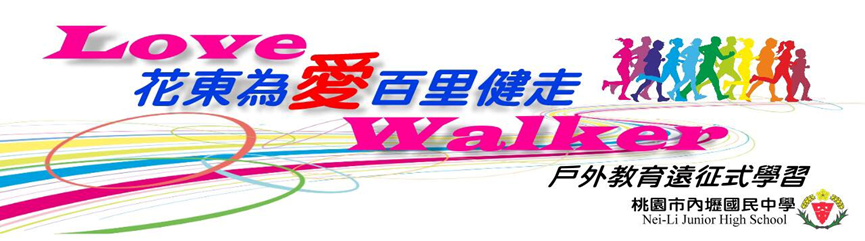 Love
花東為愛百里健走
Walker
戶外教育遠征式學習
桃園市內壢國民中學
Nei-Li Junior High School